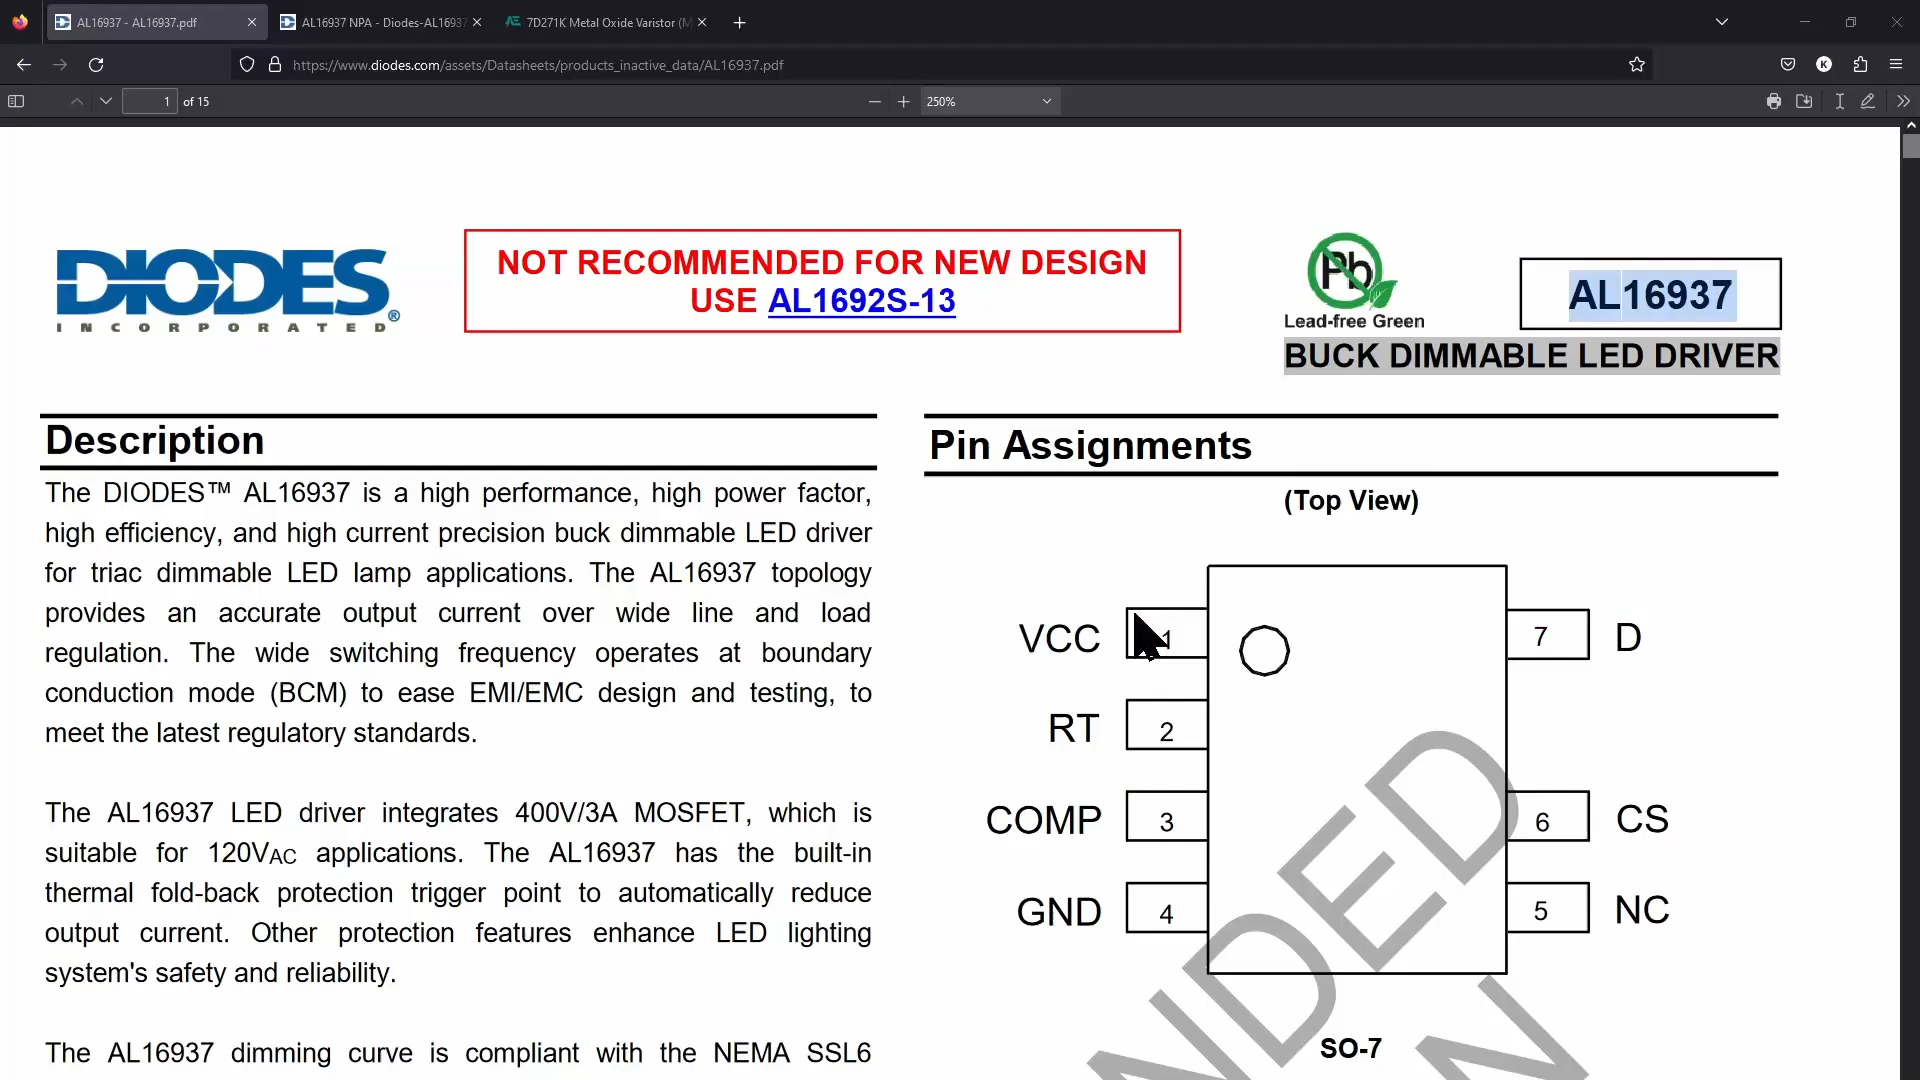 AL16937 - AL16937.pdf
AL16937 NPA - Diodes-AL16937
7D271K Metal Oxide Varistor (M
https://www.diodes.com/assets/Datasheets/products_inactive_data/AL16937.pdf
K
1 of 15
250%
DIODES®
INCORPORATED
NOT RECOMMENDED FOR NEW DESIGN
USE AL1692S-13
Pb
Lead-free Green
AL16937
BUCK DIMMABLE LED DRIVER
Description
The DIODES™ AL16937 is a high performance, high power factor,
high efficiency, and high current precision buck dimmable LED driver
for triac dimmable LED lamp applications. The AL16937 topology
provides an accurate output current over wide line and load
regulation. The wide switching frequency operates at boundary
conduction mode (BCM) to ease EMI/EMC design and testing, to
meet the latest regulatory standards.
The AL16937 LED driver integrates 400V/3A MOSFET, which is
suitable for 120VAC applications. The AL16937 has the built-in
thermal fold-back protection trigger point to automatically reduce
output current. Other protection features enhance LED lighting
system's safety and reliability.
The AL16937 dimming curve is compliant with the NEMA SSL6
Pin Assignments
(Top View)
VCC 1
7 D
RT 2
COMP 3
6 CS
GND 4
5 NC
SO-7
NDED